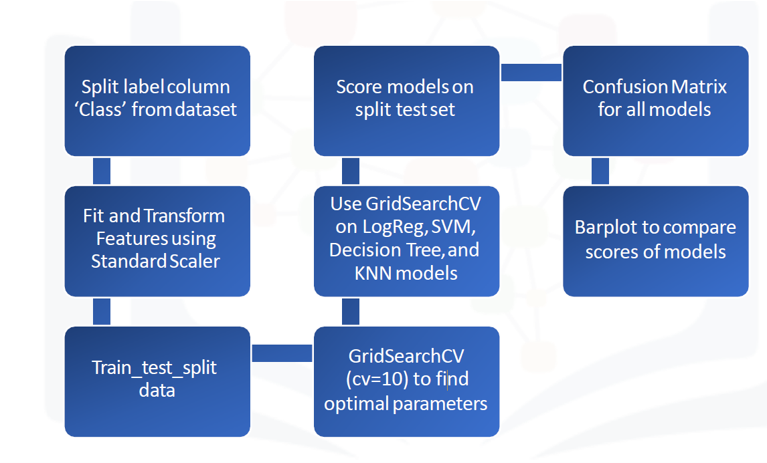 Split label column
'Class' from dataset
Fit and Transform
Features using
Standard Scaler
Train_test_split
data
GridSearchCV
(cv=10) to find
optimal parameters
Use GridSearchCV
on LogReg, SVM,
Decision Tree, and
KNN models
Score models on
split test set
Confusion Matrix
for all models
Barplot to compare
scores of models